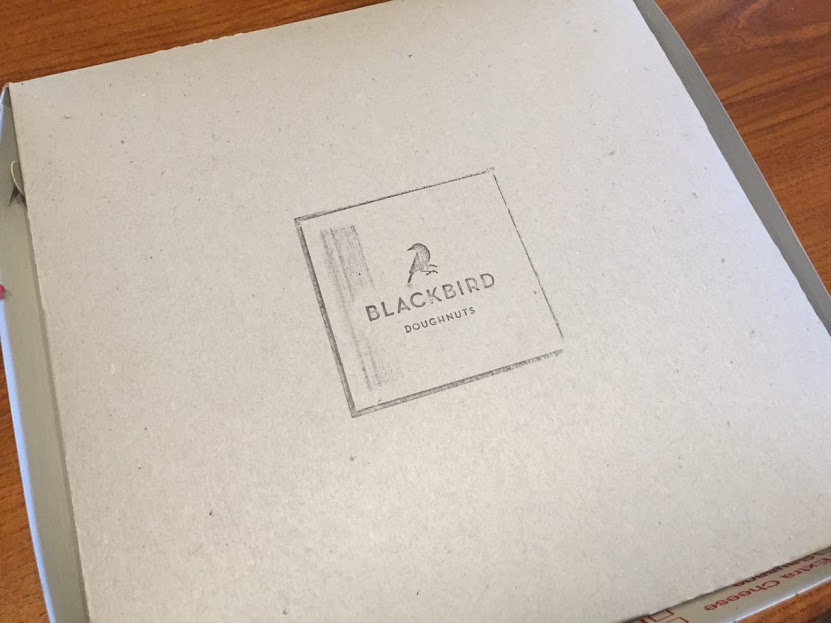 BLACKBIRD
DOUGHNUTS
Extra Cheese